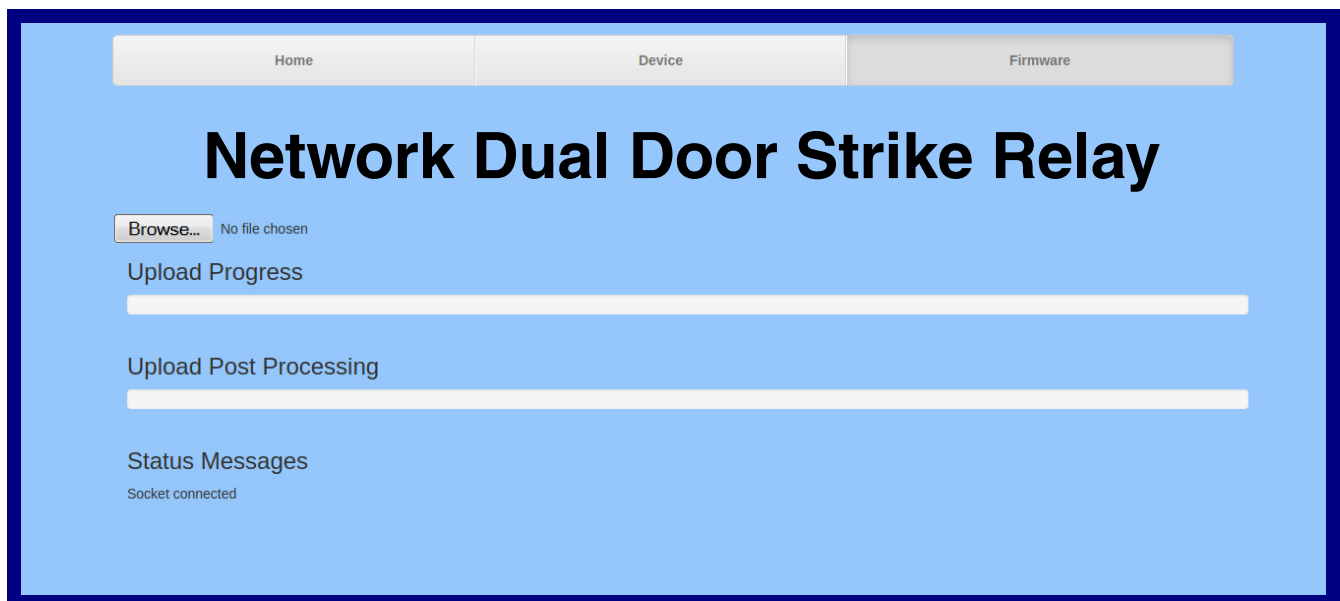 Home Device Firmware
Network Dual Door Strike Relay
Browse... No file chosen
Upload Progress
Upload Post Processing
Status Messages
Socket connected